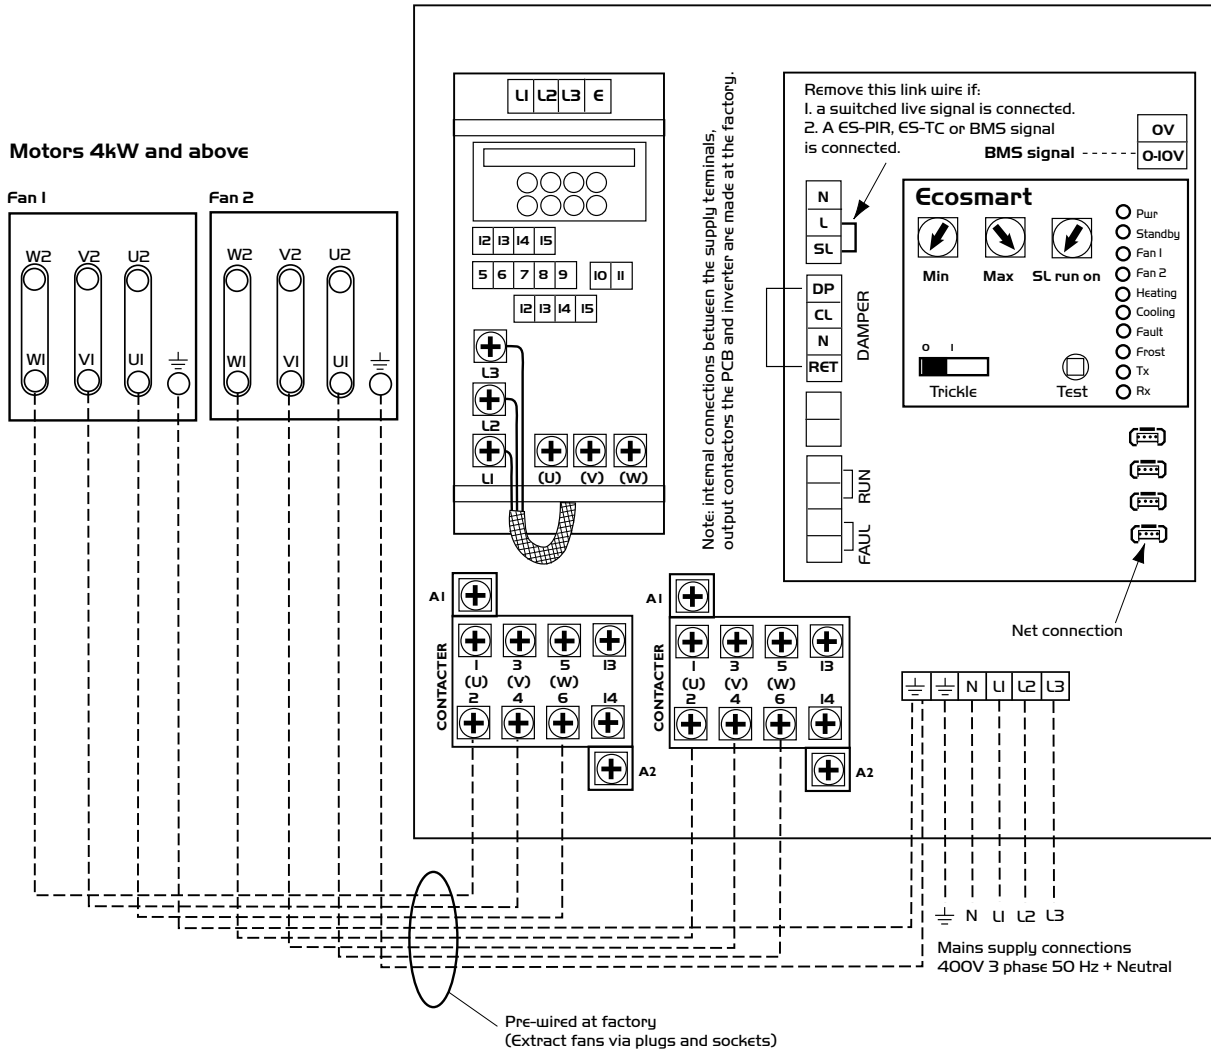 Motors 4kW and above
Fan 1
Fan 2
W2 V2 U2
W1 V1 U1
W2 V2 U2
W1 V1 U1
L1 L2 L3 E
12 13 14 15
5 6 7 8 9 10 11
12 13 14 15
L3
L2
L1
(U) (V) (W)
Note: internal connections between the supply terminals,
output contactors the PCB and inverter are made at the factory.
Remove this link wire if:
1. a switched live signal is connected.
2. A ES-PIR, ES-TC or BMS signal
is connected.
BMS signal
0V
0-10V
N
L
SL
DP
CL
N
RET
DAMPER
RUN
FAUL
Ecosmart
Min
Max
SL run on
0 1
Trickle
Test
Pwr
Standby
Fan 1
Fan 2
Heating
Cooling
Fault
Frost
Tx
Rx
Net connection
A1
CONTACTER
1 3 5 13
(U) (V) (W)
2 4 6 14
A2
A1
CONTACTER
1 3 5 13
(U) (V) (W)
2 4 6 14
A2
N L1 L2 L3
N L1 L2 L3
Mains supply connections
400V 3 phase 50 Hz + Neutral
Pre-wired at factory
(Extract fans via plugs and sockets)